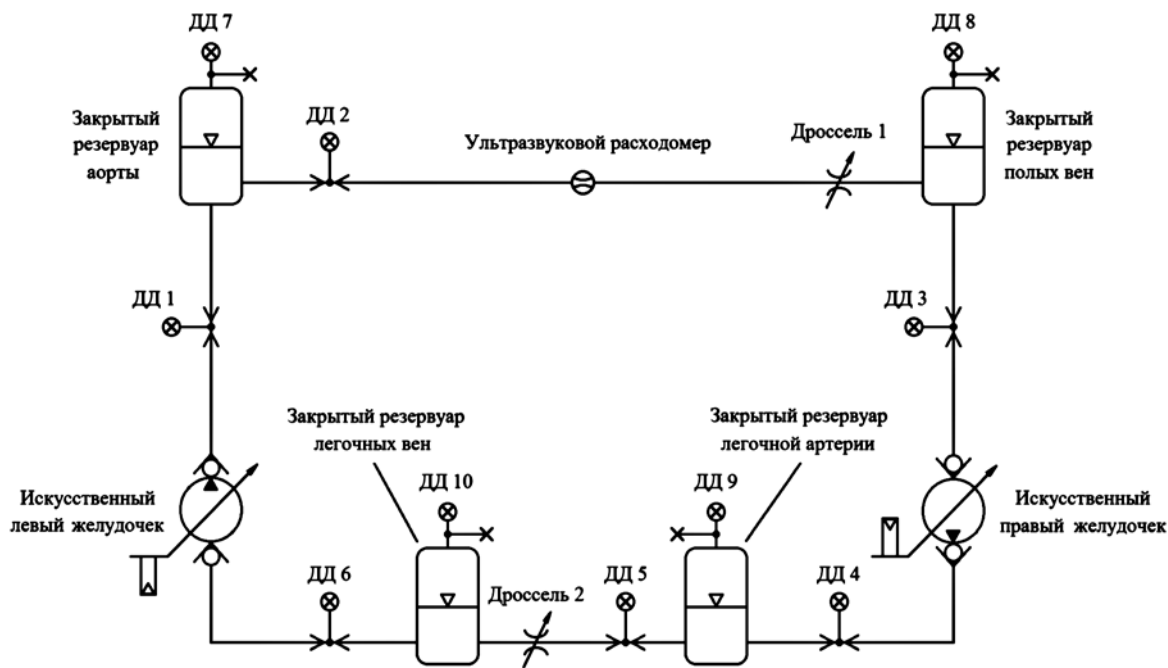 ДД 7
ДД 8
Закрытый
резервуар
аорты
ДД 2
Ультразвуковой расходомер
Дроссель 1
Закрытый
резервуар
полых вен
ДД 1
ДД 3
Закрытый резервуар
легочных вен
Закрытый резервуар
легочной артерии
ДД 10
ДД 9
Искусственный
левый желудочек
Искусственный
правый желудочек
ДД 6
Дроссель 2
ДД 5
ДД 4